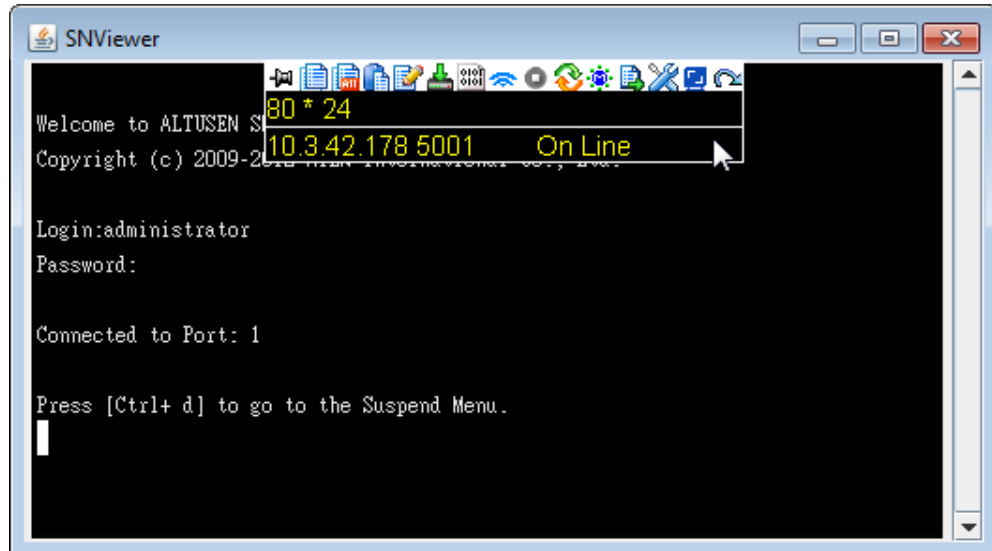 SNViewer
80 * 24
Welcome to ALTUSEN
10.3.42.178 5001 On Line
Copyright (c) 2009-
Login:administrator
Password:
Connected to Port: 1
Press [Ctrl+ d] to go to the Suspend Menu.